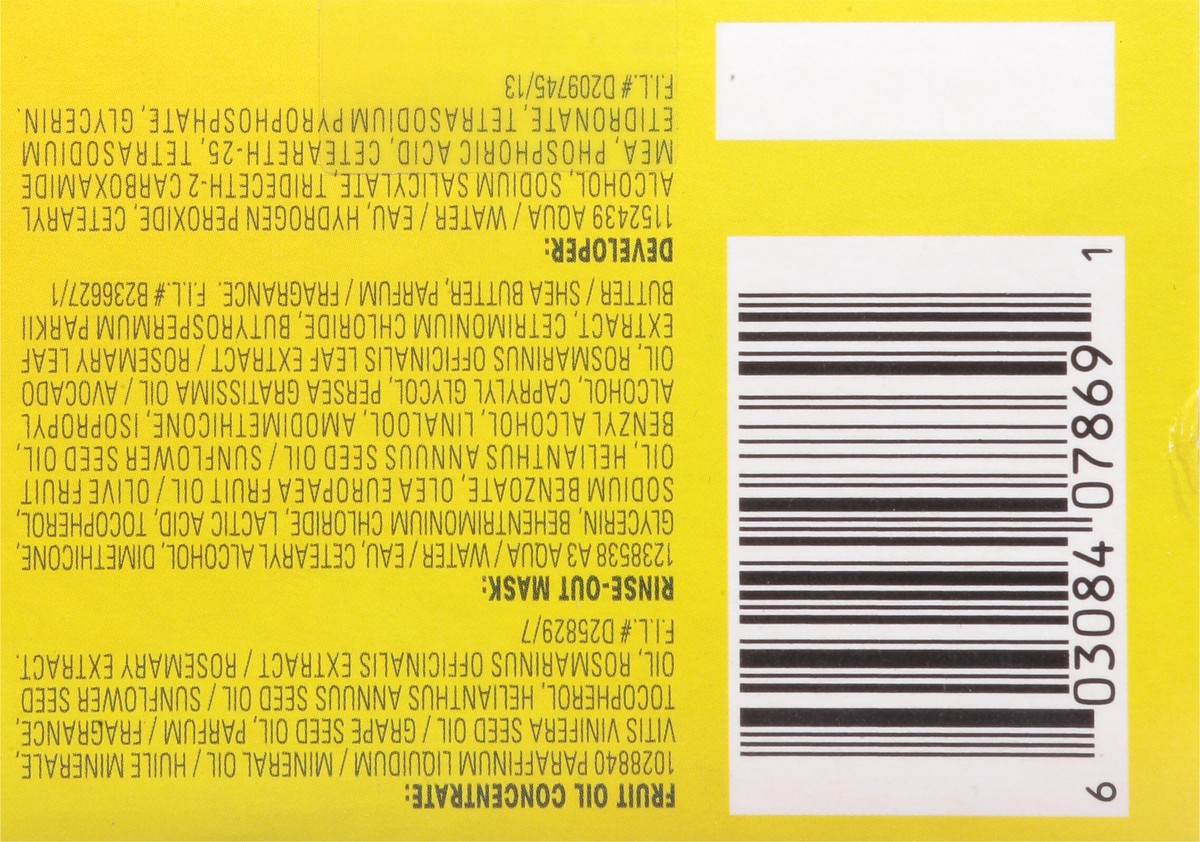 FRUIT OIL CONCENTRATE:
1028840 PARAFFINUM LIQUIDUM / MINERAL OIL / HUILE MINERALE,
VITIS VINIFERA SEED OIL / GRAPE SEED OIL, PARFUM / FRAGRANCE,
TOCOPHEROL, HELIANTHUS ANNUUS SEED OIL / SUNFLOWER SEED
OIL, ROSMARINUS OFFICINALIS EXTRACT / ROSEMARY EXTRACT.
F.I.L.# D25829/7
RINSE-OUT MASK:
1238538 A3 AQUA / WATER / EAU, CETEARYL ALCOHOL, DIMETHICONE,
GLYCERIN, BEHENTRIMONIUM CHLORIDE, LACTIC ACID, TOCOPHEROL,
SODIUM BENZOATE, OLEA EUROPAEA FRUIT OIL / OLIVE FRUIT
OIL, HELIANTHUS ANNUUS SEED OIL / SUNFLOWER SEED OIL,
BENZYL ALCOHOL, LINALOOL, AMODIMETHICONE, ISOPROPYL
ALCOHOL, CAPRYLYL GLYCOL, PERSEA GRATISSIMA OIL / AVOCADO
OIL, ROSMARINUS OFFICINALIS LEAF EXTRACT / ROSEMARY LEAF
EXTRACT, CETRIMONIUM CHLORIDE, BUTYROSPERMUM PARKII
BUTTER / SHEA BUTTER, PARFUM / FRAGRANCE. F.I.L.# B236627/1
DEVELOPER:
1152439 AQUA / WATER / EAU, HYDROGEN PEROXIDE, CETEARYL
ALCOHOL, SODIUM SALICYLATE, TRIDECETH-2 CARBOXAMIDE
MEA, PHOSPHORIC ACID, CETEARETH-25, TETRASODIUM
ETIDRONATE, TETRASODIUM PYROPHOSPHATE, GLYCERIN.
F.I.L.# D209745/13
6 03084 07869 1